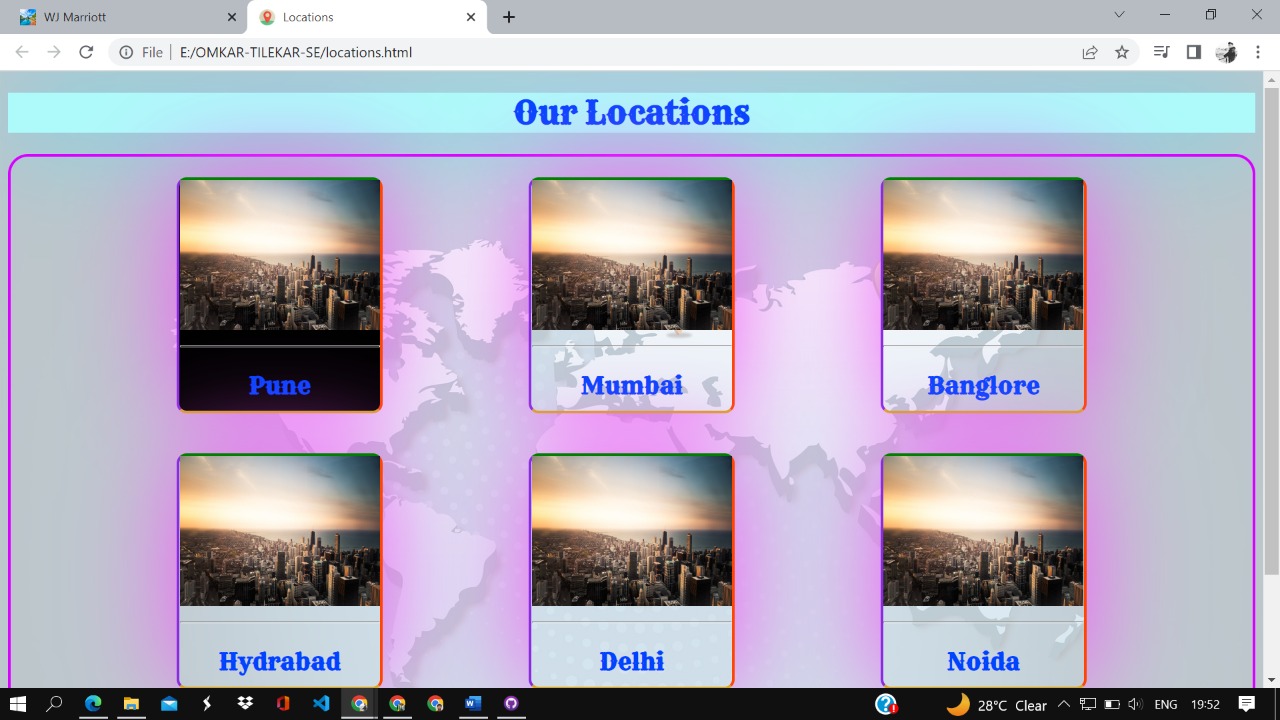 WJ Marriott
Locations
File
E:/OMKAR-TILEKAR-SE/locations.html
Our Locations
Pune
Mumbai
Banglore
Hydrabad
Delhi
Noida
28°C Clear
ENG
19:52